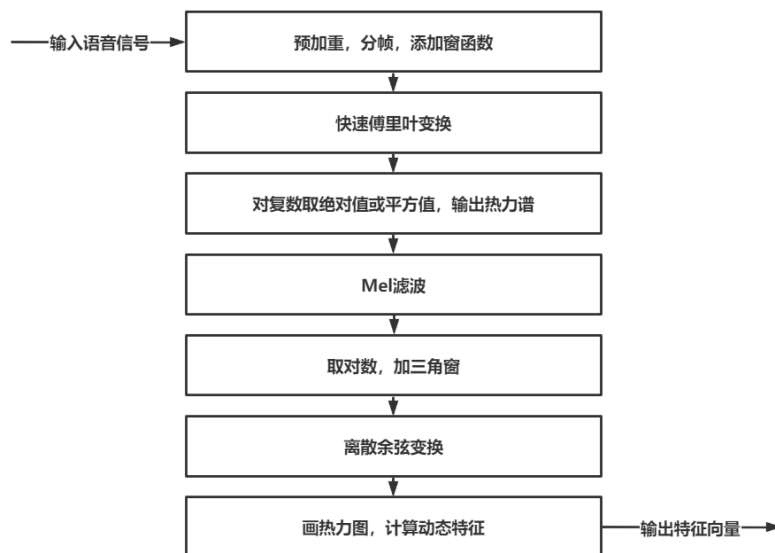 输入语音信号
预加重，分帧，添加窗函数
快速傅里叶变换
对复数取绝对值或平方值，输出热力谱
Mel滤波
取对数，加三角窗
离散余弦变换
画热力图，计算动态特征
输出特征向量